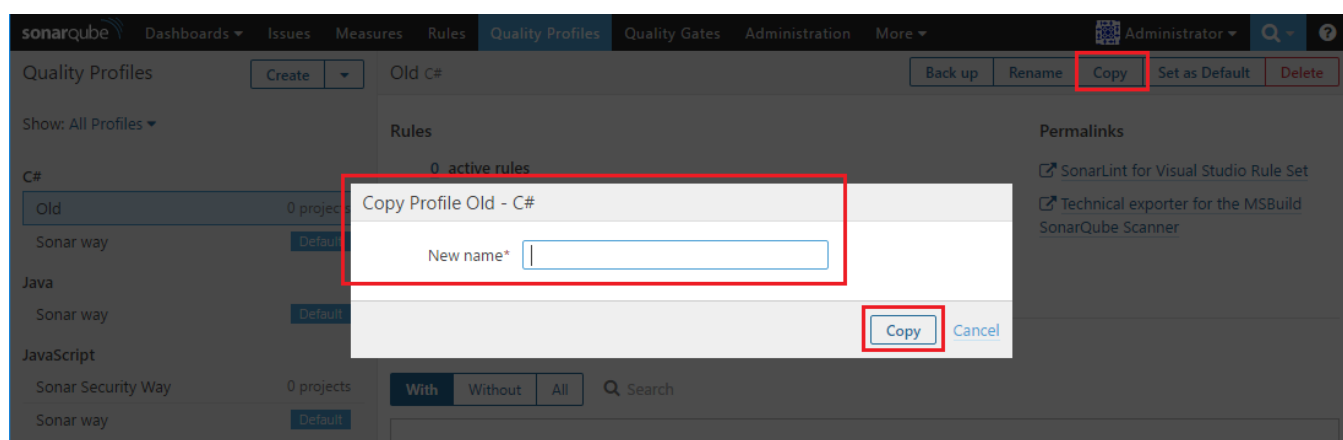 sonarqube Dashboards Issues Measures Rules Quality Profiles Quality Gates Administration More Administrator ?
Quality Profiles Create
Old C# Back up Rename Copy Set as Default Delete
Show: All Profiles
C#
Old 0 projects
Sonar way Default
Java
Sonar way Default
JavaScript
Sonar Security Way 0 projects
Sonar way Default
Rules
0 active rules
Permalinks
SonarLint for Visual Studio Rule Set
Technical exporter for the MSBuild
SonarQube Scanner
Copy Profile Old - C#
New name*
Copy Cancel
With Without All Search